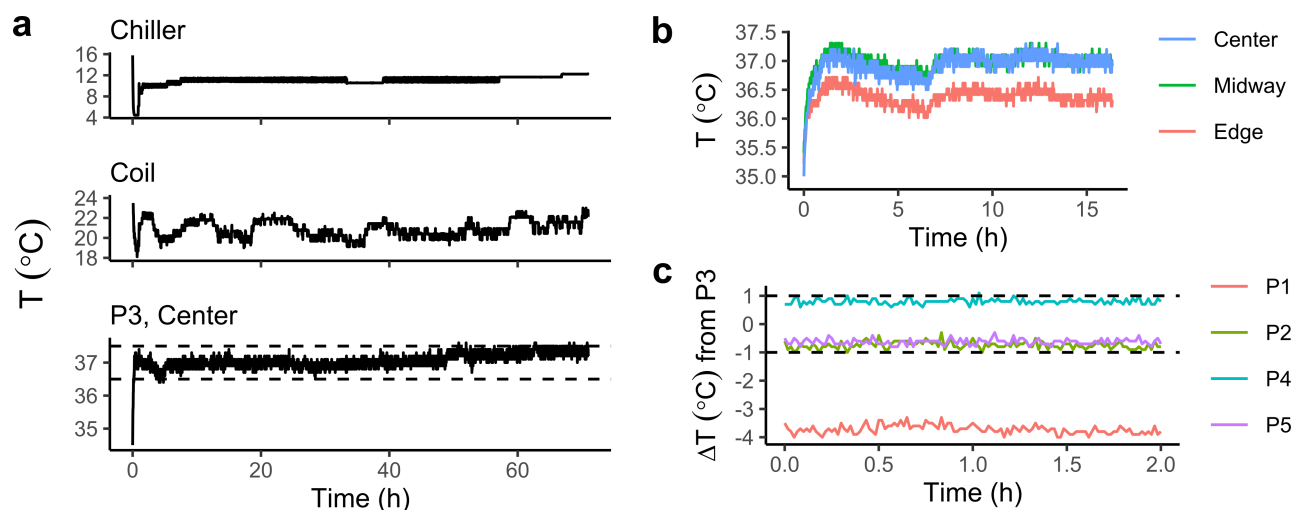 a
Chiller
16
12
8
4
Coil
24
22
20
18
T (°C)
P3, Center
37
36
35
0 20 40 60
Time (h)
b
37.5
37.0
36.5
36.0
35.5
35.0
T (°C)
0 5 10 15
Time (h)
Center
Midway
Edge
c
1
0
-1
-2
-3
-4
ΔT (°C) from P3
0.0 0.5 1.0 1.5 2.0
Time (h)
P1
P2
P4
P5